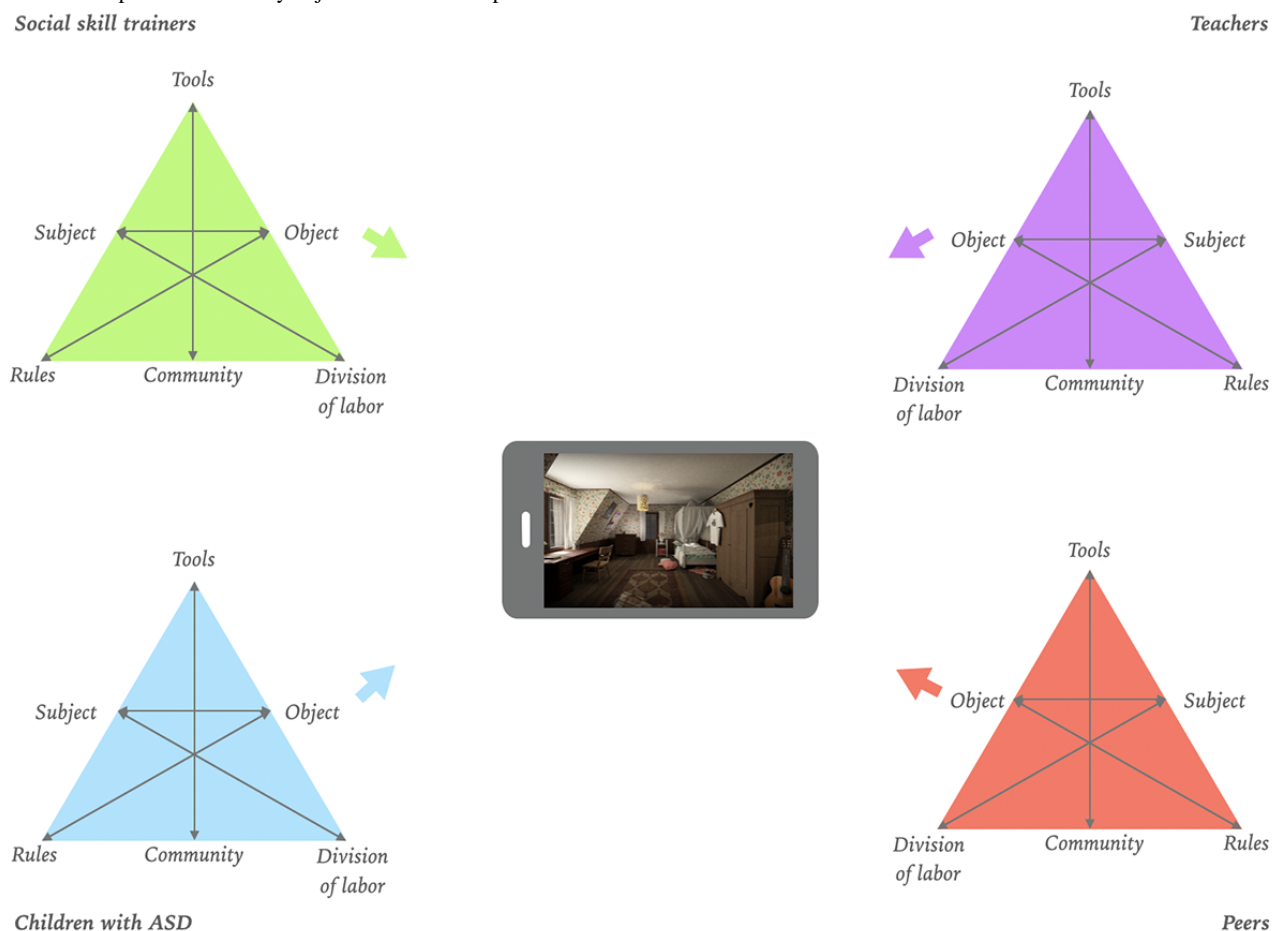 Social skill trainers
Teachers
Tools
Subject
Object
Rules
Community
Division
of labor
Tools
Object
Subject
Division
of labor
Community
Rules
Tools
Subject
Object
Rules
Community
Division
of labor
Tools
Object
Subject
Division
of labor
Community
Rules
Children with ASD
Peers